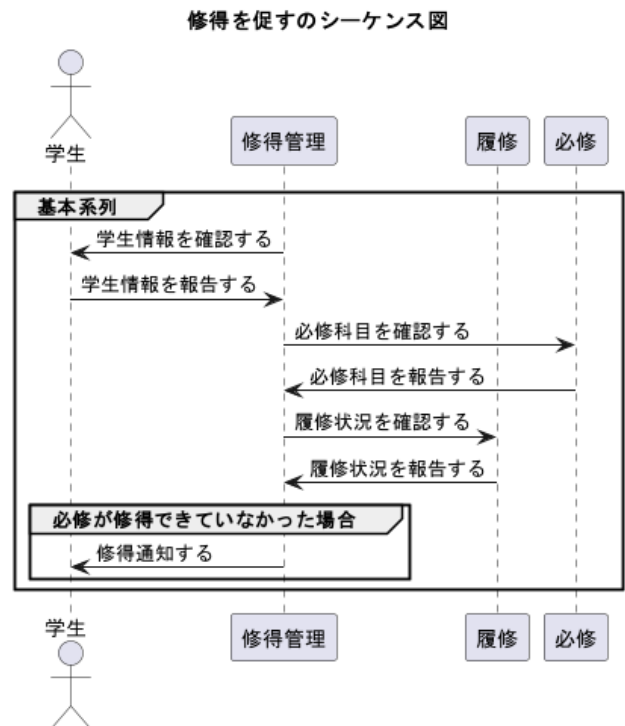 修得を促すのシーケンス図
学生
修得管理
履修
必修
基本系列
学生情報を確認する
学生情報を報告する
必修科目を確認する
必修科目を報告する
履修状況を確認する
履修状況を報告する
必修が修得できていなかった場合
修得通知する
学生
修得管理
履修
必修